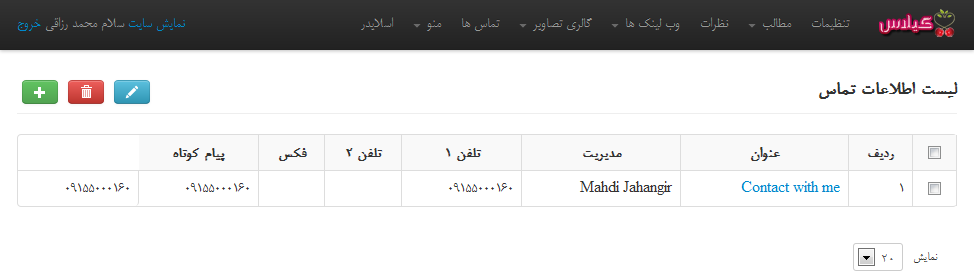 گیلاس تنظیمات مطالب نظرات وب لینک ها گالری تصاویر تماس ها منو اسلایدر نمایش سایت سلام محمد رزاقی خروج
لیست اطلاعات تماس
ردیف عنوان مدیریت تلفن ۱ تلفن ۲ فکس پیام کوتاه
۱ Contact with me Mahdi Jahangir ۰۹۱۵۵۰۰۰۱۶۰ ۰۹۱۵۵۰۰۰۱۶۰ ۰۹۱۵۵۰۰۰۱۶۰
نمایش ۲۰